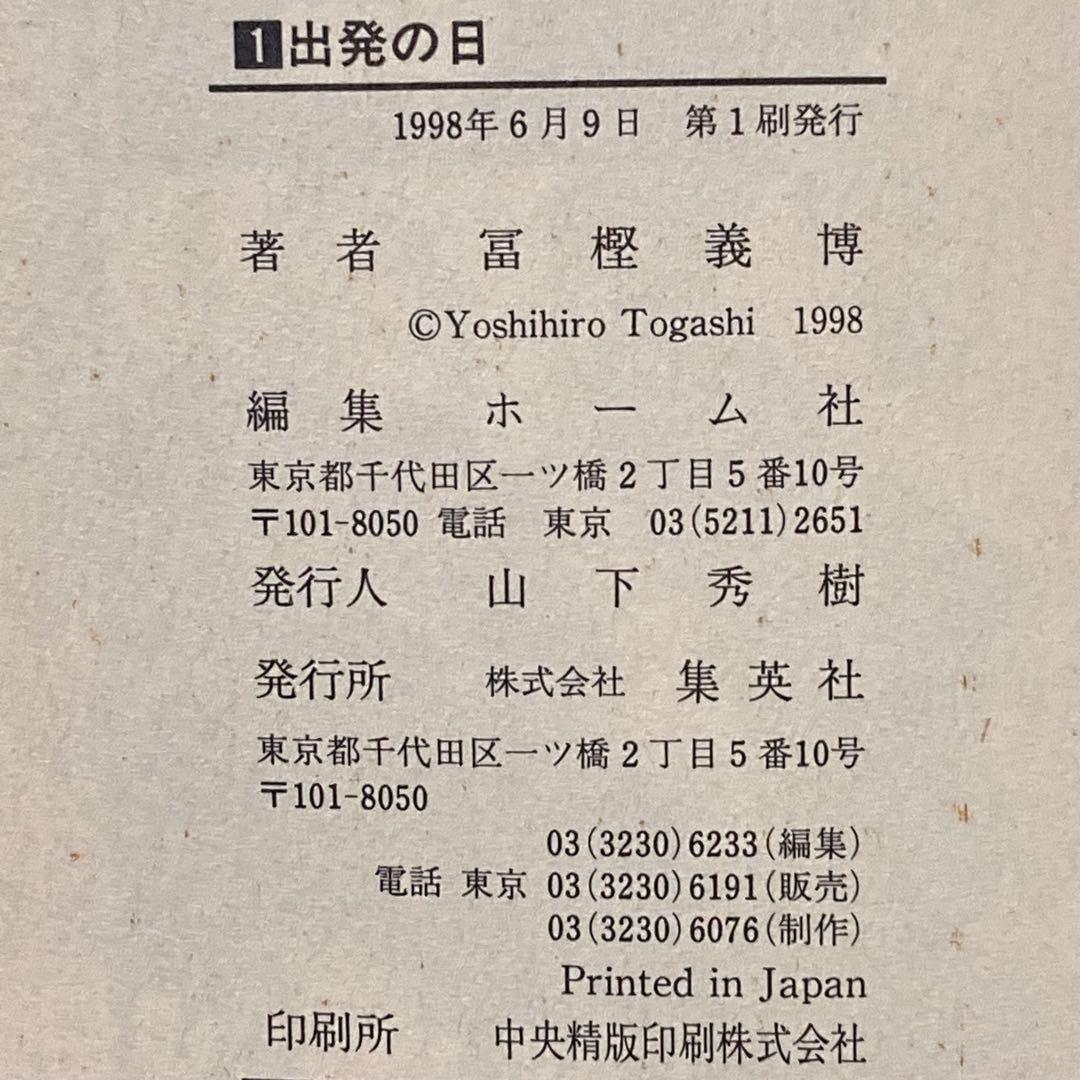 1 出発の日
1998年6月9日 第1刷発行
著者 冨樫義博
©Yoshihiro Togashi 1998
編集 ホーム社
東京都千代田区一ツ橋2丁目5番10号
〒101-8050 電話 東京 03(5211)2651
発行人 山下秀樹
発行所 株式会社 集英社
東京都千代田区一ツ橋2丁目5番10号
〒101-8050
03(3230)6233(編集)
電話 東京 03(3230)6191(販売)
03(3230)6076(制作)
Printed in Japan
印刷所 中央精版印刷株式会社